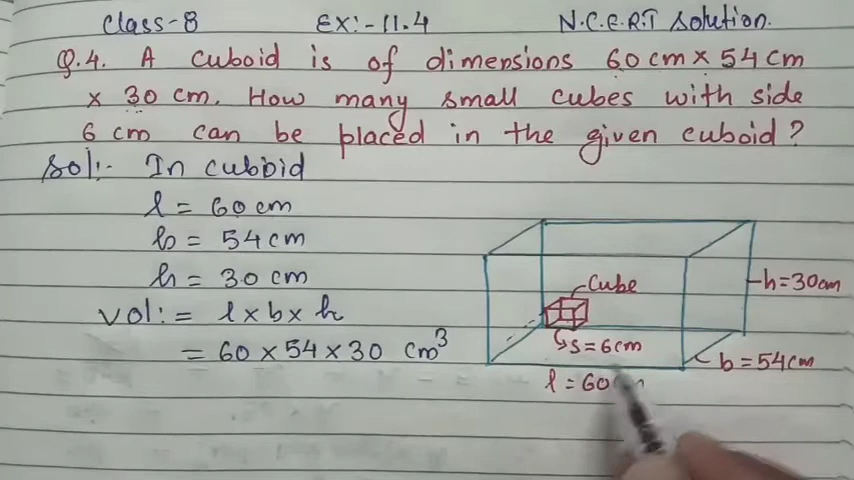 Class-8 Ex:-11.4 N.C.E.R.T Solution.
Q.4. A cuboid is of dimensions 60 cm × 54 cm
× 30 cm. How many small cubes with side
6 cm can be placed in the given cuboid?
Sol:- In cuboid
l = 60 cm
b = 54 cm
h = 30 cm
Vol: = l × b × h
= 60 × 54 × 30 cm³
Cube
h = 30cm
s = 6cm
b = 54cm
l = 60